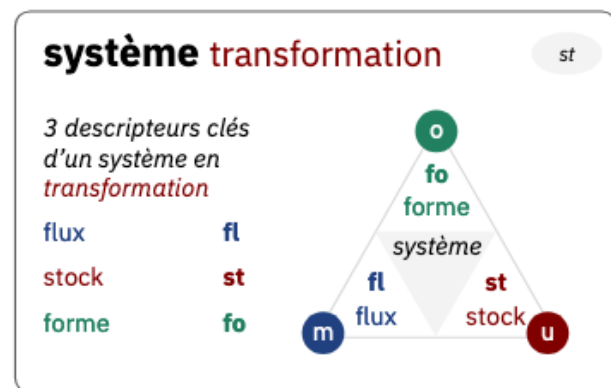 système transformation
st
3 descripteurs clés
d'un système en
transformation
flux fl
stock st
forme fo
o
fo
forme
système
fl st
flux stock
m u